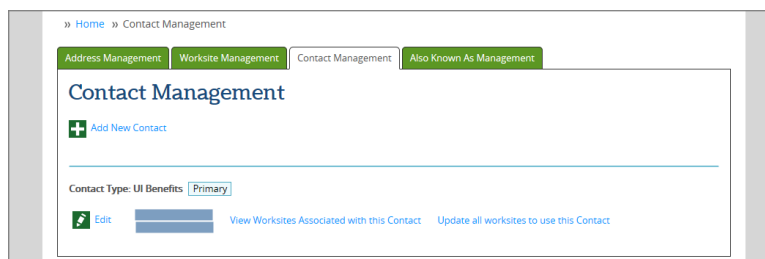 » Home » Contact Management
Address Management Worksite Management Contact Management Also Known As Management
Contact Management
Add New Contact
Contact Type: UI Benefits Primary
Edit View Worksites Associated with this Contact Update all worksites to use this Contact